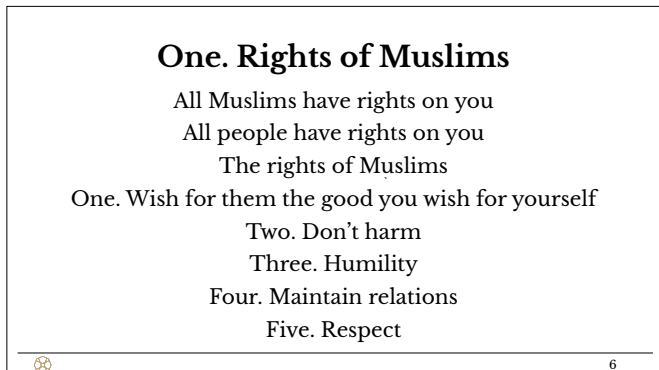 One. Rights of Muslims
All Muslims have rights on you
All people have rights on you
The rights of Muslims
One. Wish for them the good you wish for yourself
Two. Don’t harm
Three. Humility
Four. Maintain relations
Five. Respect
6